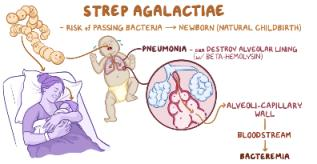 STREP AGALACTIAE
- RISK of PASSING BACTERIA → NEWBORN (NATURAL CHILDBIRTH)
PNEUMONIA - can DESTROY ALVEOLAR LINING
(w/ BETA-HEMOLYSIN)
ALVEOLI-CAPILLARY
WALL
BLOODSTREAM
BACTEREMIA